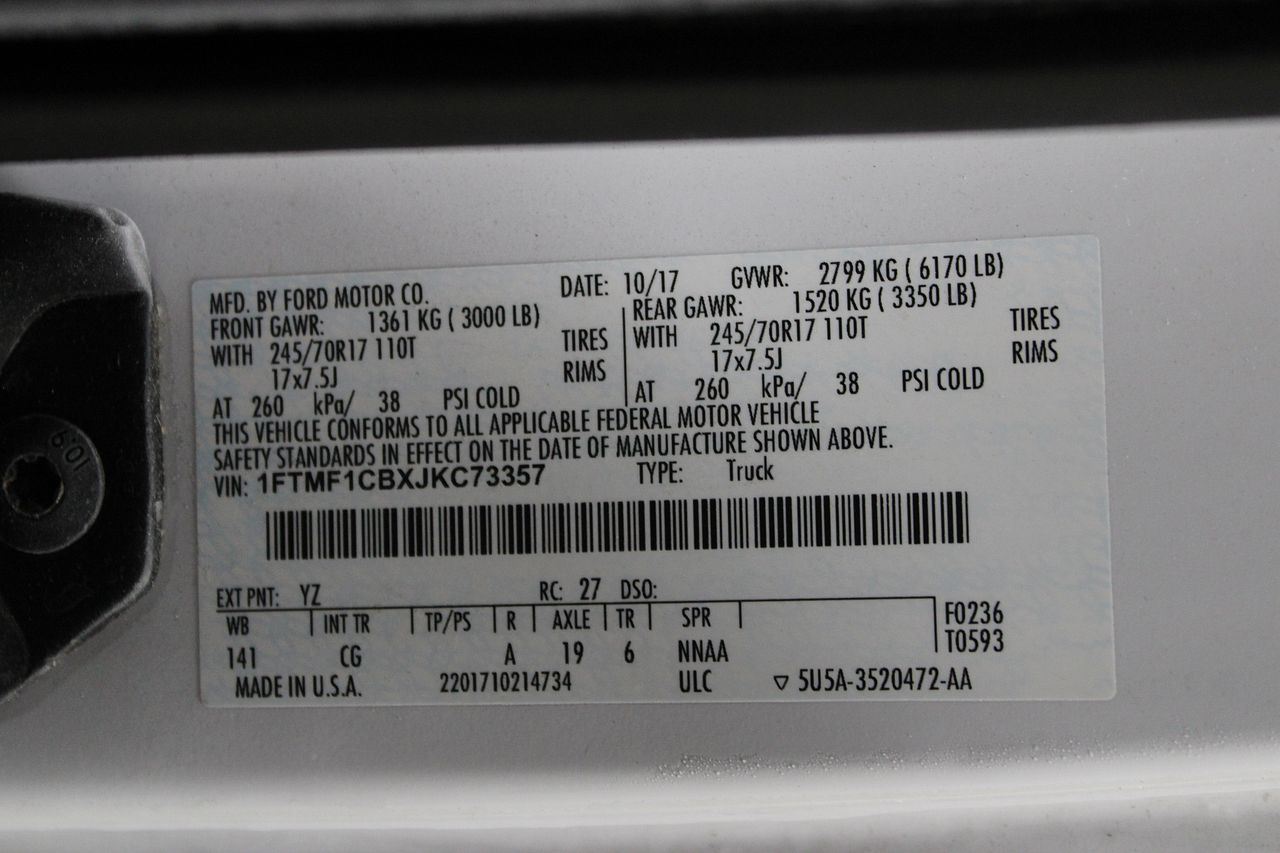 MFD. BY FORD MOTOR CO. DATE: 10/17 GVWR: 2799 KG ( 6170 LB)
FRONT GAWR: 1361 KG ( 3000 LB) REAR GAWR: 1520 KG ( 3350 LB)
WITH 245/70R17 110T TIRES WITH 245/70R17 110T TIRES
17x7.5J RIMS 17x7.5J RIMS
AT 260 kPa/ 38 PSI COLD AT 260 kPa/ 38 PSI COLD
THIS VEHICLE CONFORMS TO ALL APPLICABLE FEDERAL MOTOR VEHICLE
SAFETY STANDARDS IN EFFECT ON THE DATE OF MANUFACTURE SHOWN ABOVE.
VIN: 1FTMF1CBXJKC73357 TYPE: Truck
EXT PNT: YZ RC: 27 DSO:
WB INT TR TP/PS R AXLE TR SPR F0236
141 CG A 19 6 NNAA T0593
MADE IN U.S.A. 2201710214734 ULC ▽ 5U5A-3520472-AA
10.9